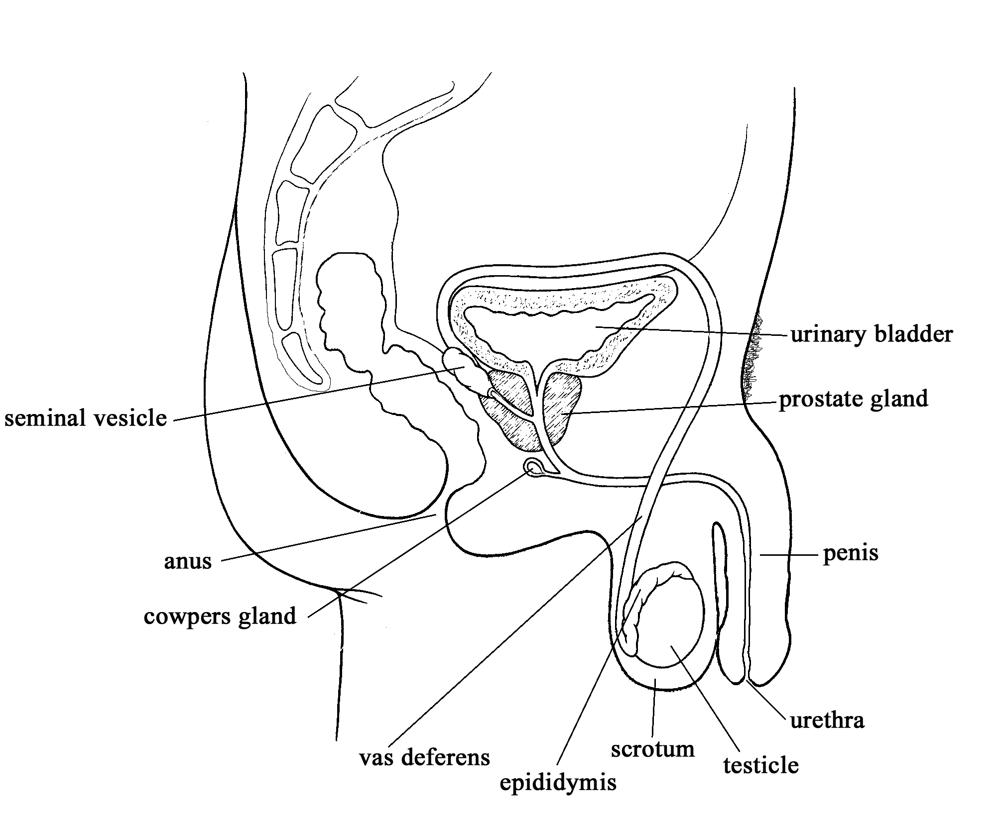 urinary bladder
prostate gland
seminal vesicle
anus
penis
cowpers gland
urethra
vas deferens
scrotum
testicle
epididymis